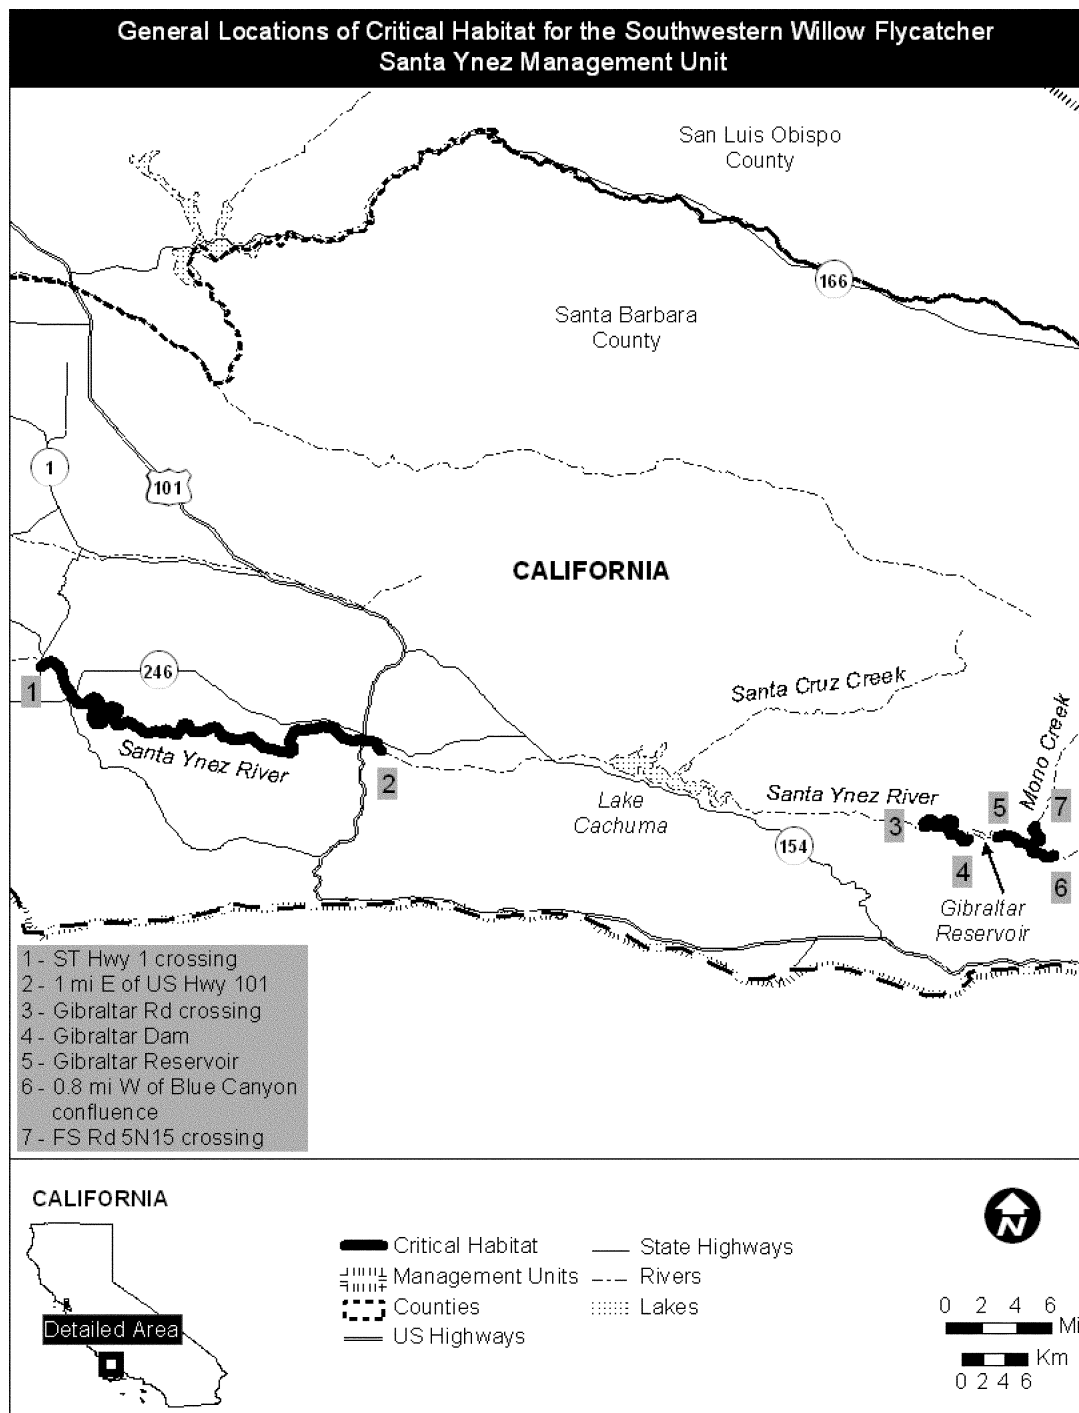 General Locations of Critical Habitat for the Southwestern Willow Flycatcher
Santa Ynez Management Unit
San Luis Obispo
County
166
Santa Barbara
County
1
101
CALIFORNIA
246
1
Santa Ynez River
2
Santa Cruz Creek
Lake
Cachuma
Santa Ynez River
154
3
4
5
Mono Creek
7
6
Gibraltar
Reservoir
1 - ST Hwy 1 crossing
2 - 1 mi E of US Hwy 101
3 - Gibraltar Rd crossing
4 - Gibraltar Dam
5 - Gibraltar Reservoir
6 - 0.8 mi W of Blue Canyon
confluence
7 - FS Rd 5N15 crossing
CALIFORNIA
Detailed Area
Critical Habitat
Management Units
Counties
US Highways
State Highways
Rivers
Lakes
N
0 2 4 6
Mi
Km
0 2 4 6